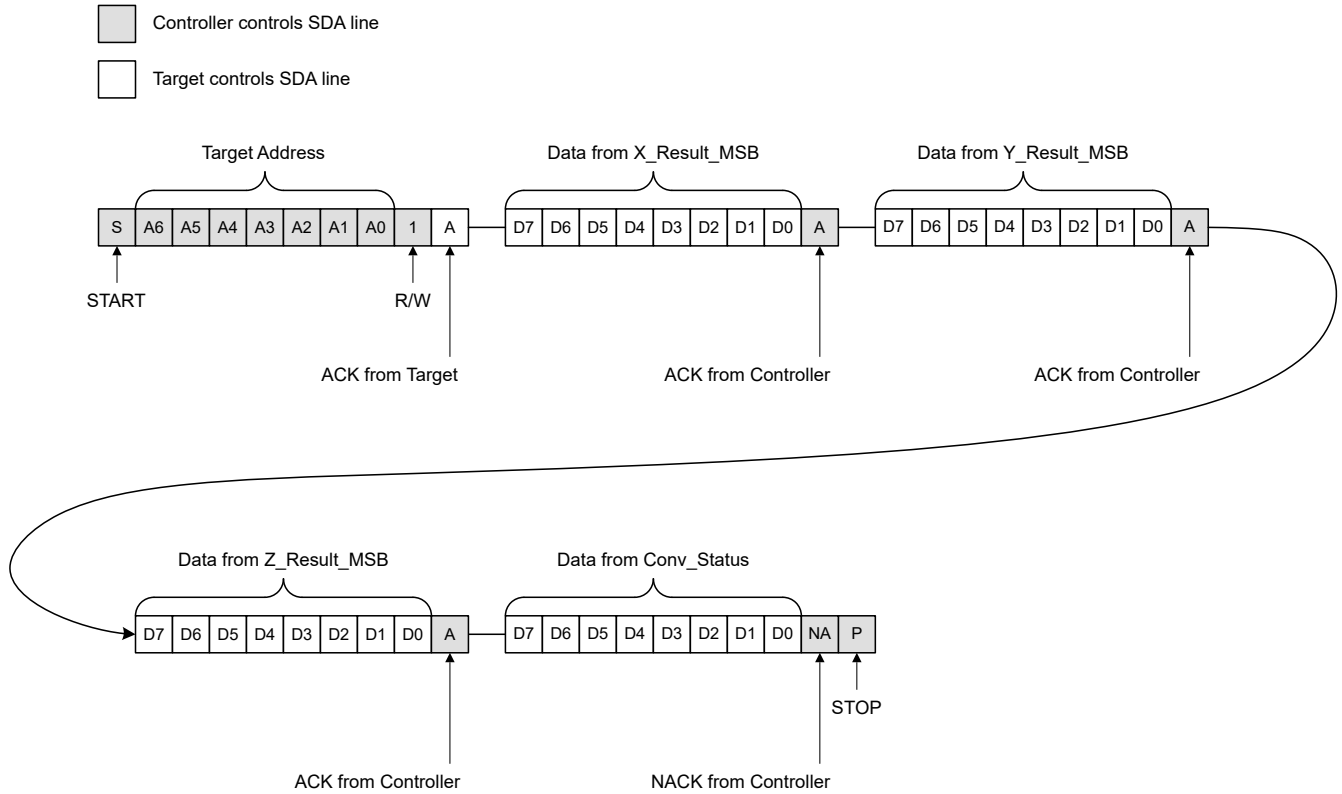 Controller controls SDA line
Target controls SDA line
Target Address
Data from X_Result_MSB
Data from Y_Result_MSB
S A6 A5 A4 A3 A2 A1 A0 1 A D7 D6 D5 D4 D3 D2 D1 D0 A D7 D6 D5 D4 D3 D2 D1 D0 A
START
R/W
ACK from Target
ACK from Controller
ACK from Controller
Data from Z_Result_MSB
Data from Conv_Status
D7 D6 D5 D4 D3 D2 D1 D0 A D7 D6 D5 D4 D3 D2 D1 D0 NA P
STOP
ACK from Controller
NACK from Controller